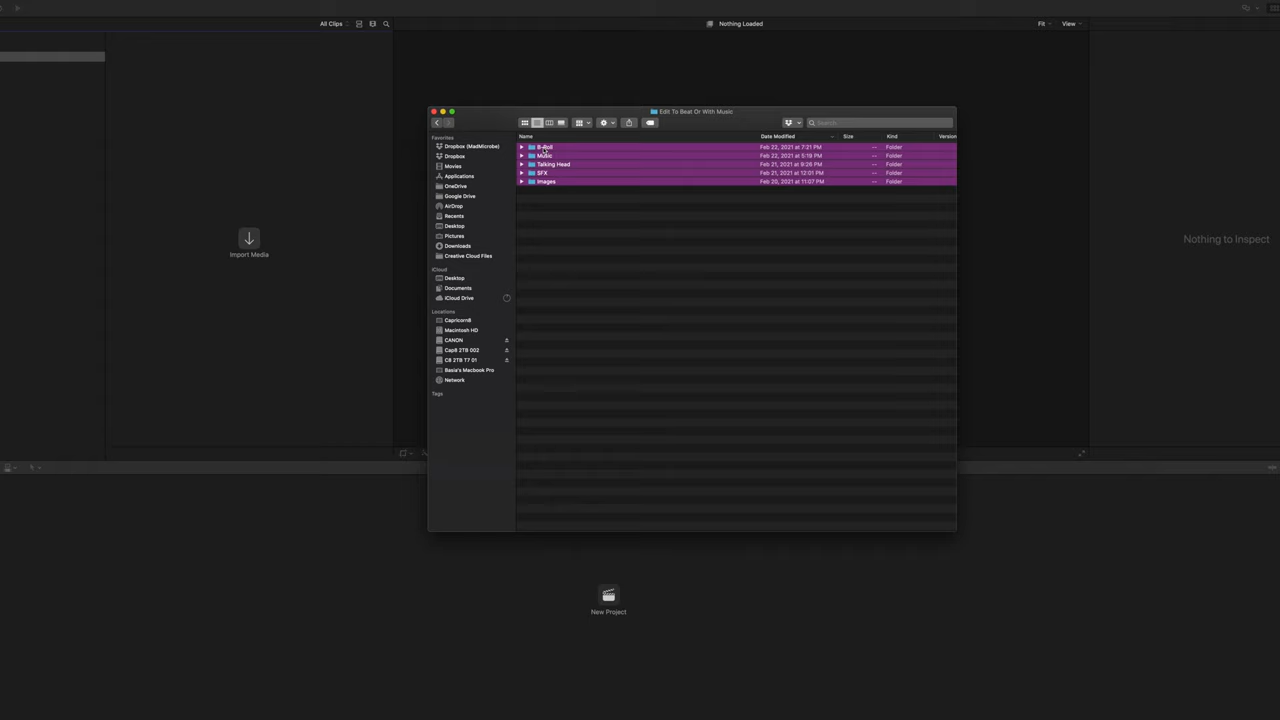 All Clips
Nothing Loaded
Fit
View
Edit To Beat Or With Music
Search
Favorites
Dropbox (MadMicrobe)
Dropbox
Movies
Applications
OneDrive
Google Drive
AirDrop
Recents
Desktop
Pictures
Downloads
Creative Cloud Files
iCloud
Desktop
Documents
iCloud Drive
Locations
Capricorn8
Macintosh HD
CANON
Cap8 2TB 002
C8 2TB T7 01
Basia's Macbook Pro
Network
Tags
Name Date Modified Size Kind Version
B-Roll Feb 22, 2021 at 7:21 PM -- Folder
Music Feb 22, 2021 at 5:19 PM -- Folder
Talking Head Feb 21, 2021 at 9:26 PM -- Folder
SFX Feb 21, 2021 at 12:01 PM -- Folder
Images Feb 20, 2021 at 11:07 PM -- Folder
Import Media
Nothing to Inspect
New Project